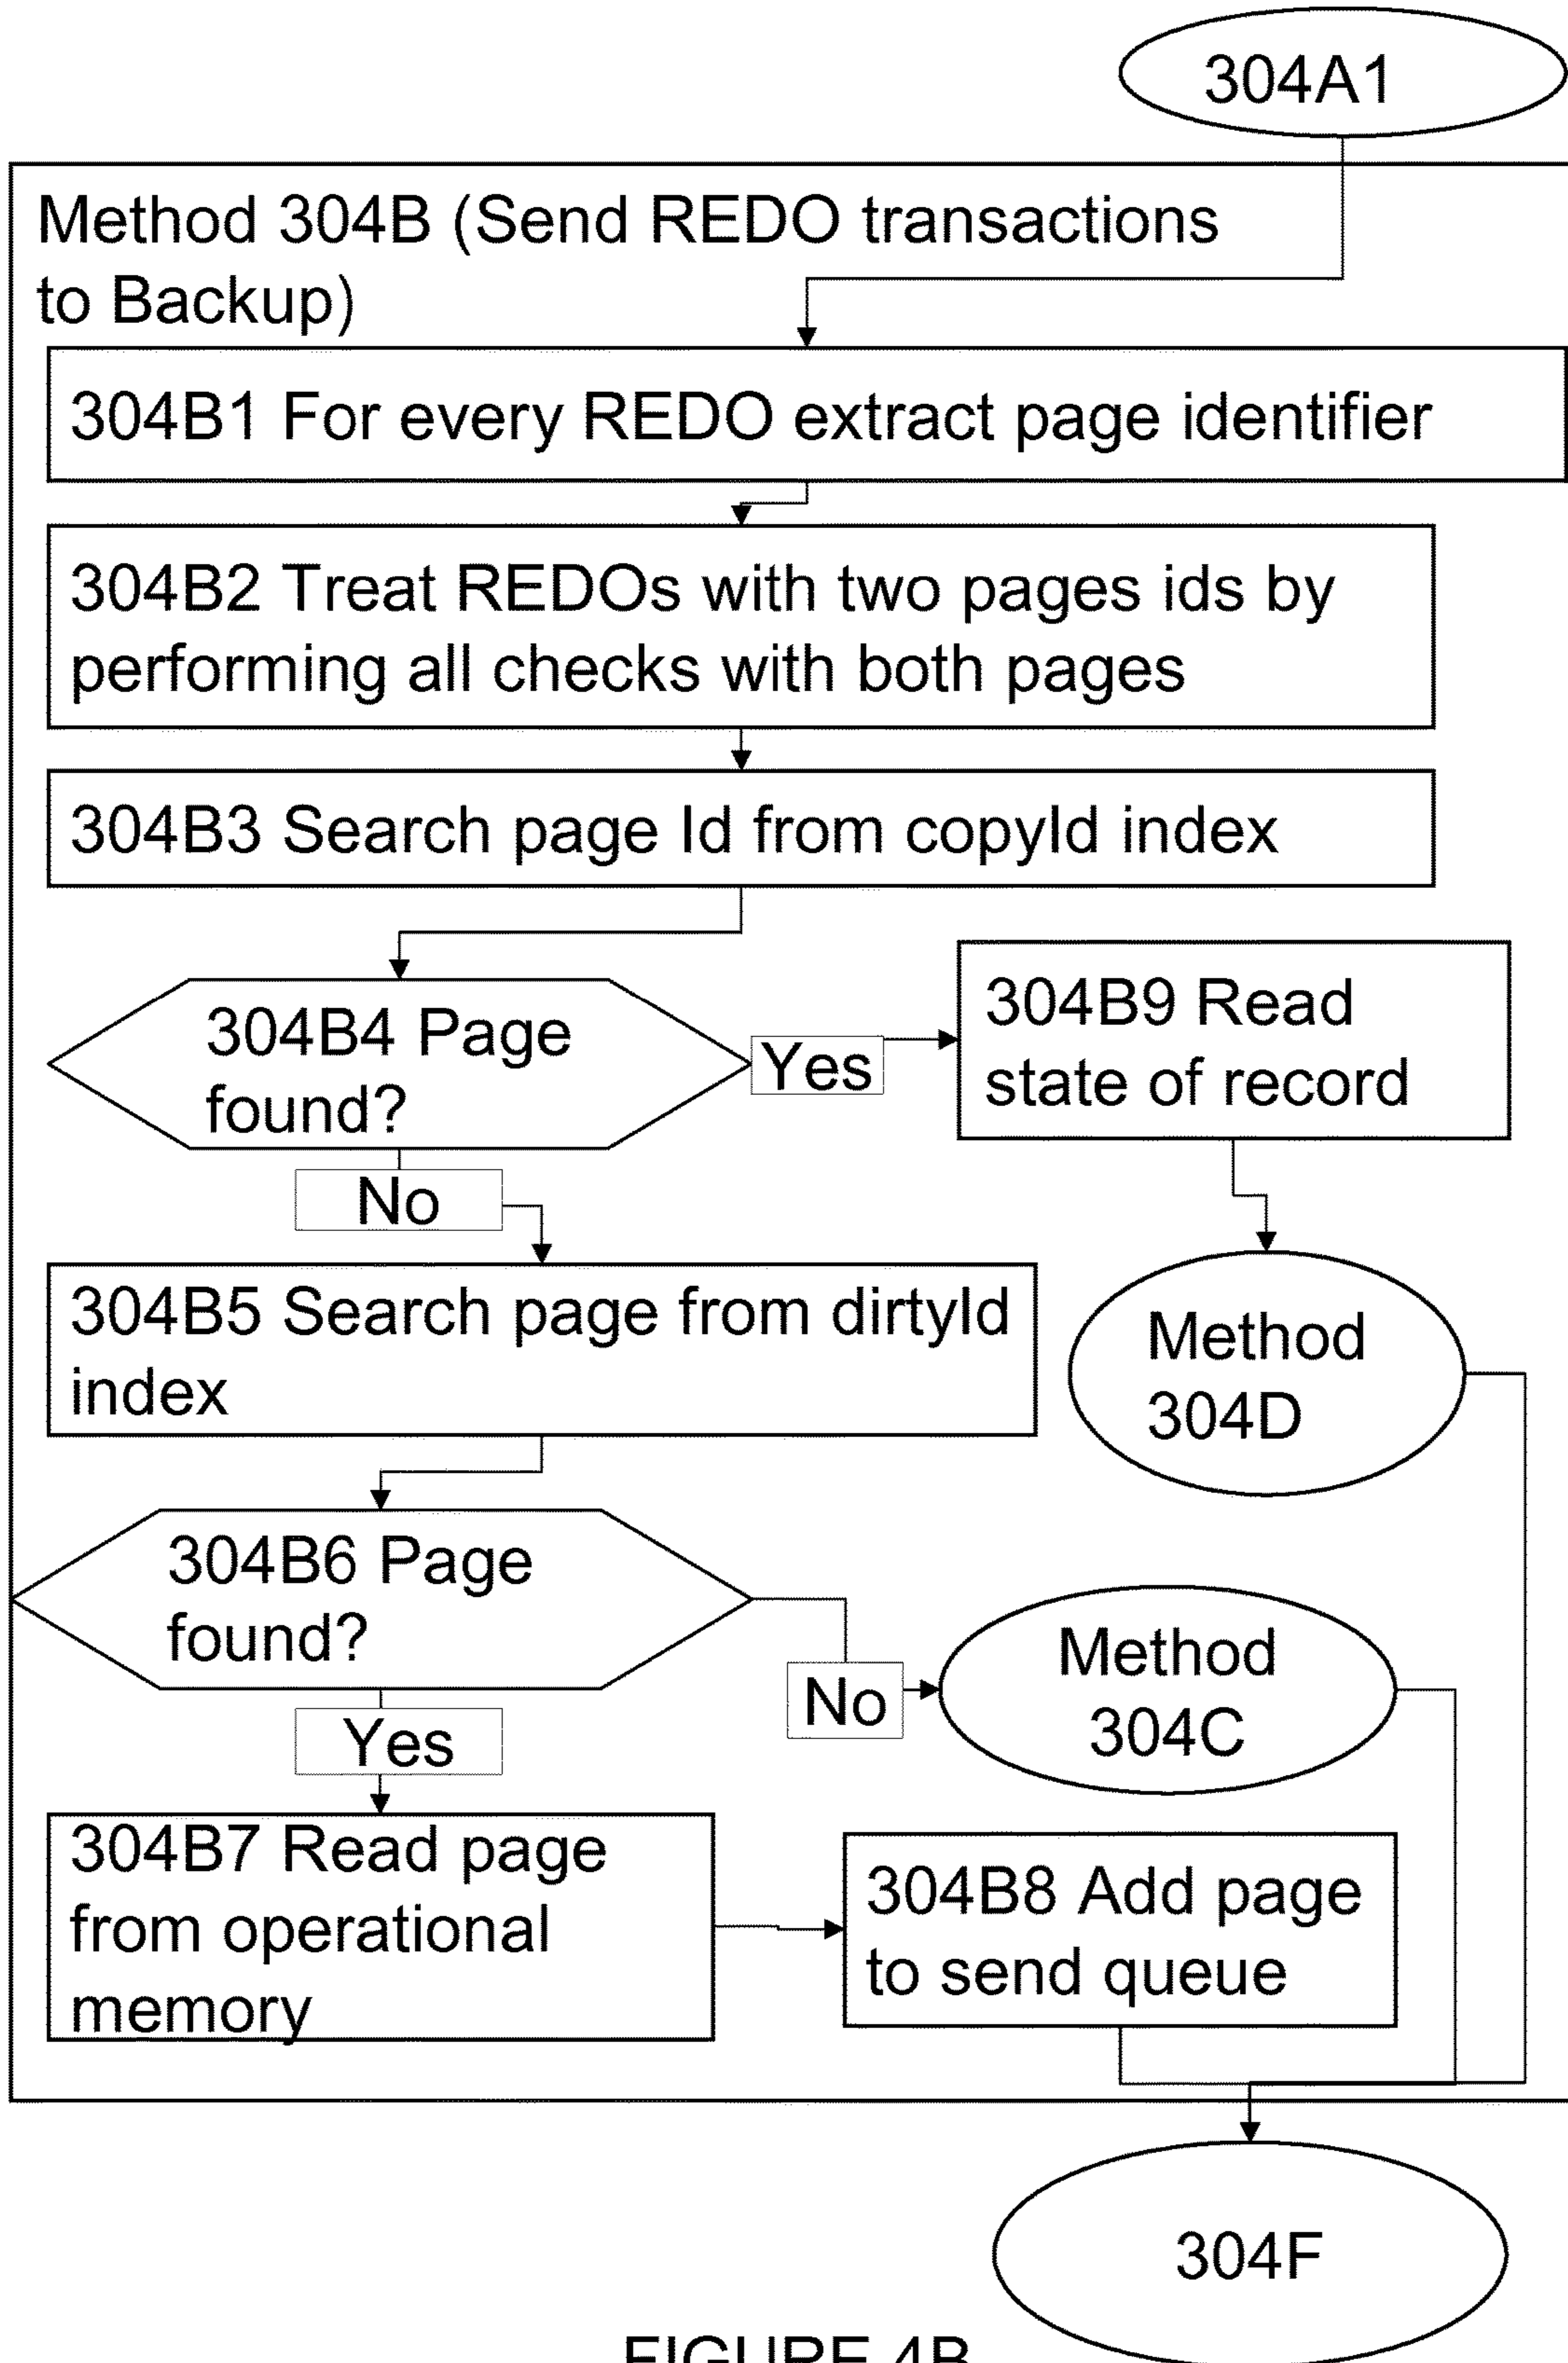 304A1
Method 304B (Send REDO transactions
to Backup)
304B1 For every REDO extract page identifier
304B2 Treat REDOs with two pages ids by
performing all checks with both pages
304B3 Search page Id from copyId index
304B4 Page
found?
Yes
304B9 Read
state of record
No
304B5 Search page from dirtyId
index
Method
304D
304B6 Page
found?
No
Method
304C
Yes
304B7 Read page
from operational
memory
304B8 Add page
to send queue
304F
FIGURE 4B